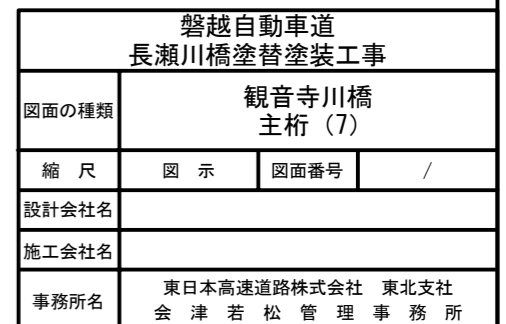 磐越自動車道
長瀬川橋塗替塗装工事
図面の種類
観音寺川橋
主桁（7）
縮　尺　図　示　図面番号　/
設計会社名
施工会社名
事務所名
東日本高速道路株式会社　東北支社
会　津　若　松　管　理　事　務　所